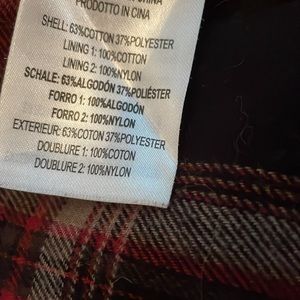 CHINA
PRODOTTO IN CINA
SHELL: 63%COTTON 37%POLYESTER
LINING 1: 100%COTTON
LINING 2: 100%NYLON
SCHALE: 63%ALGODÓN 37%POLIÉSTER
FORRO 1: 100%ALGODÓN
FORRO 2: 100%NYLON
EXTERIEUR: 63%COTON 37%POLYESTER
DOUBLURE 1: 100%COTON
DOUBLURE 2: 100%NYLON